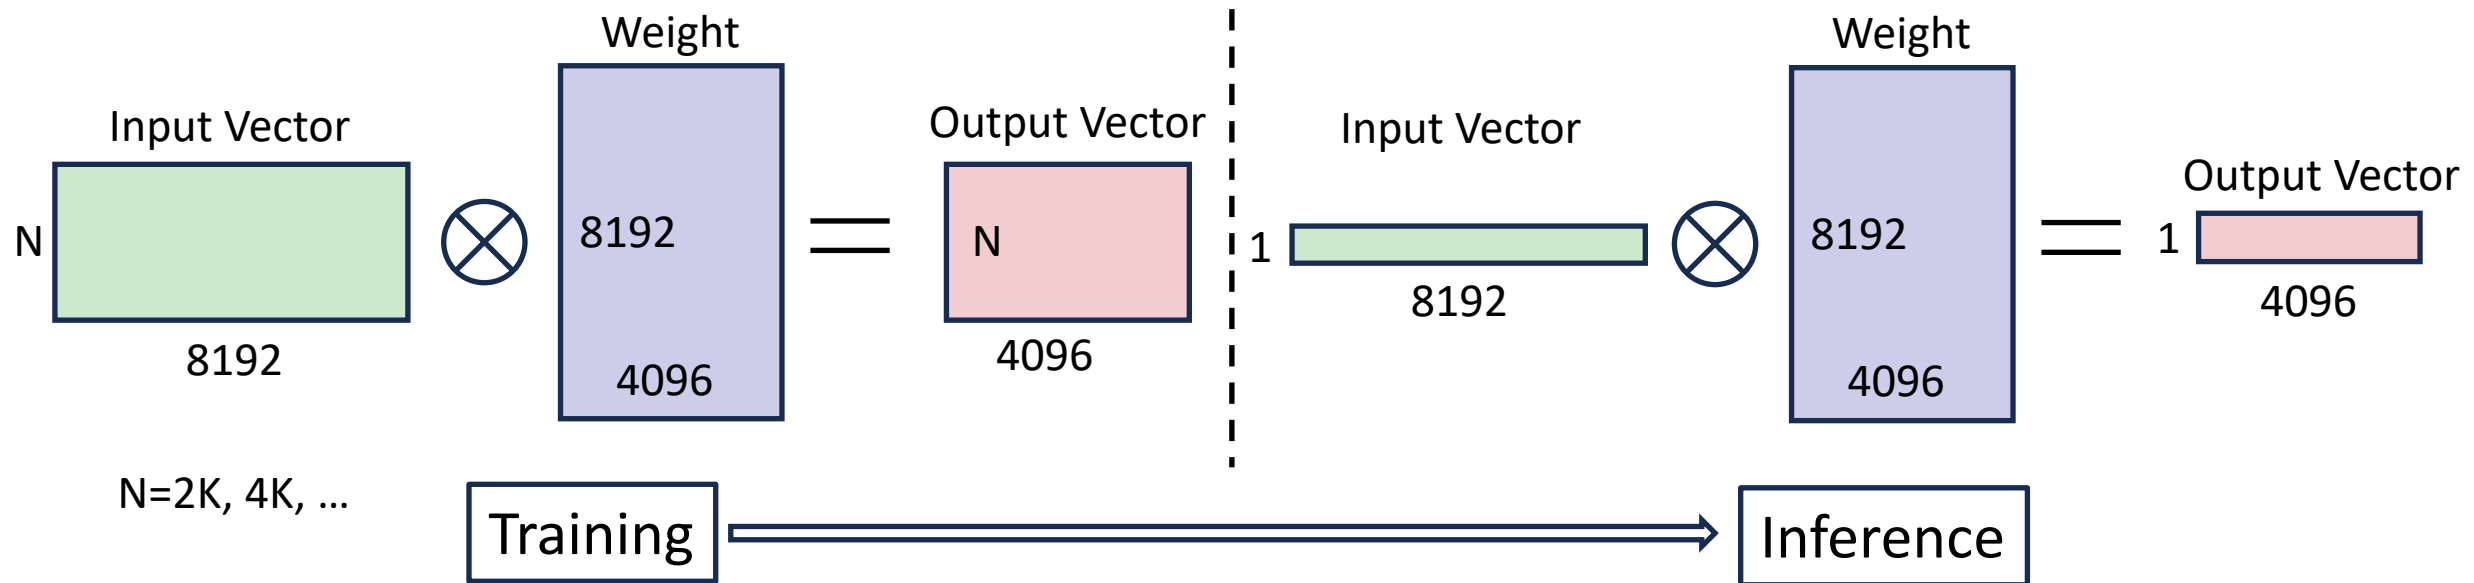 Weight
Input Vector
Output Vector
N
8192
N
8192
4096
4096
N=2K, 4K, ...
Training
Weight
Input Vector
Output Vector
1
8192
1
8192
4096
4096
Inference